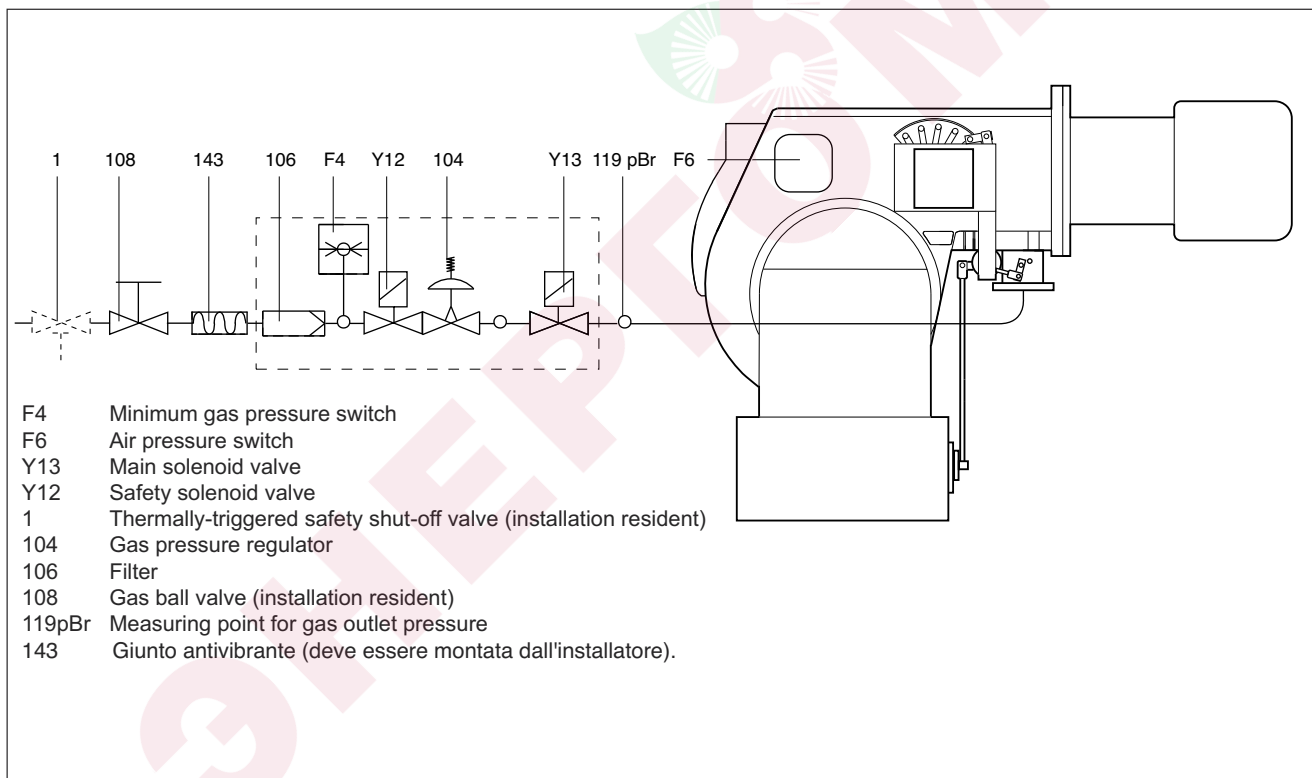 1 108 143 106 F4 Y12 104 Y13 119 pBr F6
F4 Minimum gas pressure switch
F6 Air pressure switch
Y13 Main solenoid valve
Y12 Safety solenoid valve
1 Thermally-triggered safety shut-off valve (installation resident)
104 Gas pressure regulator
106 Filter
108 Gas ball valve (installation resident)
119pBr Measuring point for gas outlet pressure
143 Giunto antivibrante (deve essere montata dall'installatore).
ЭНЕРГОМ